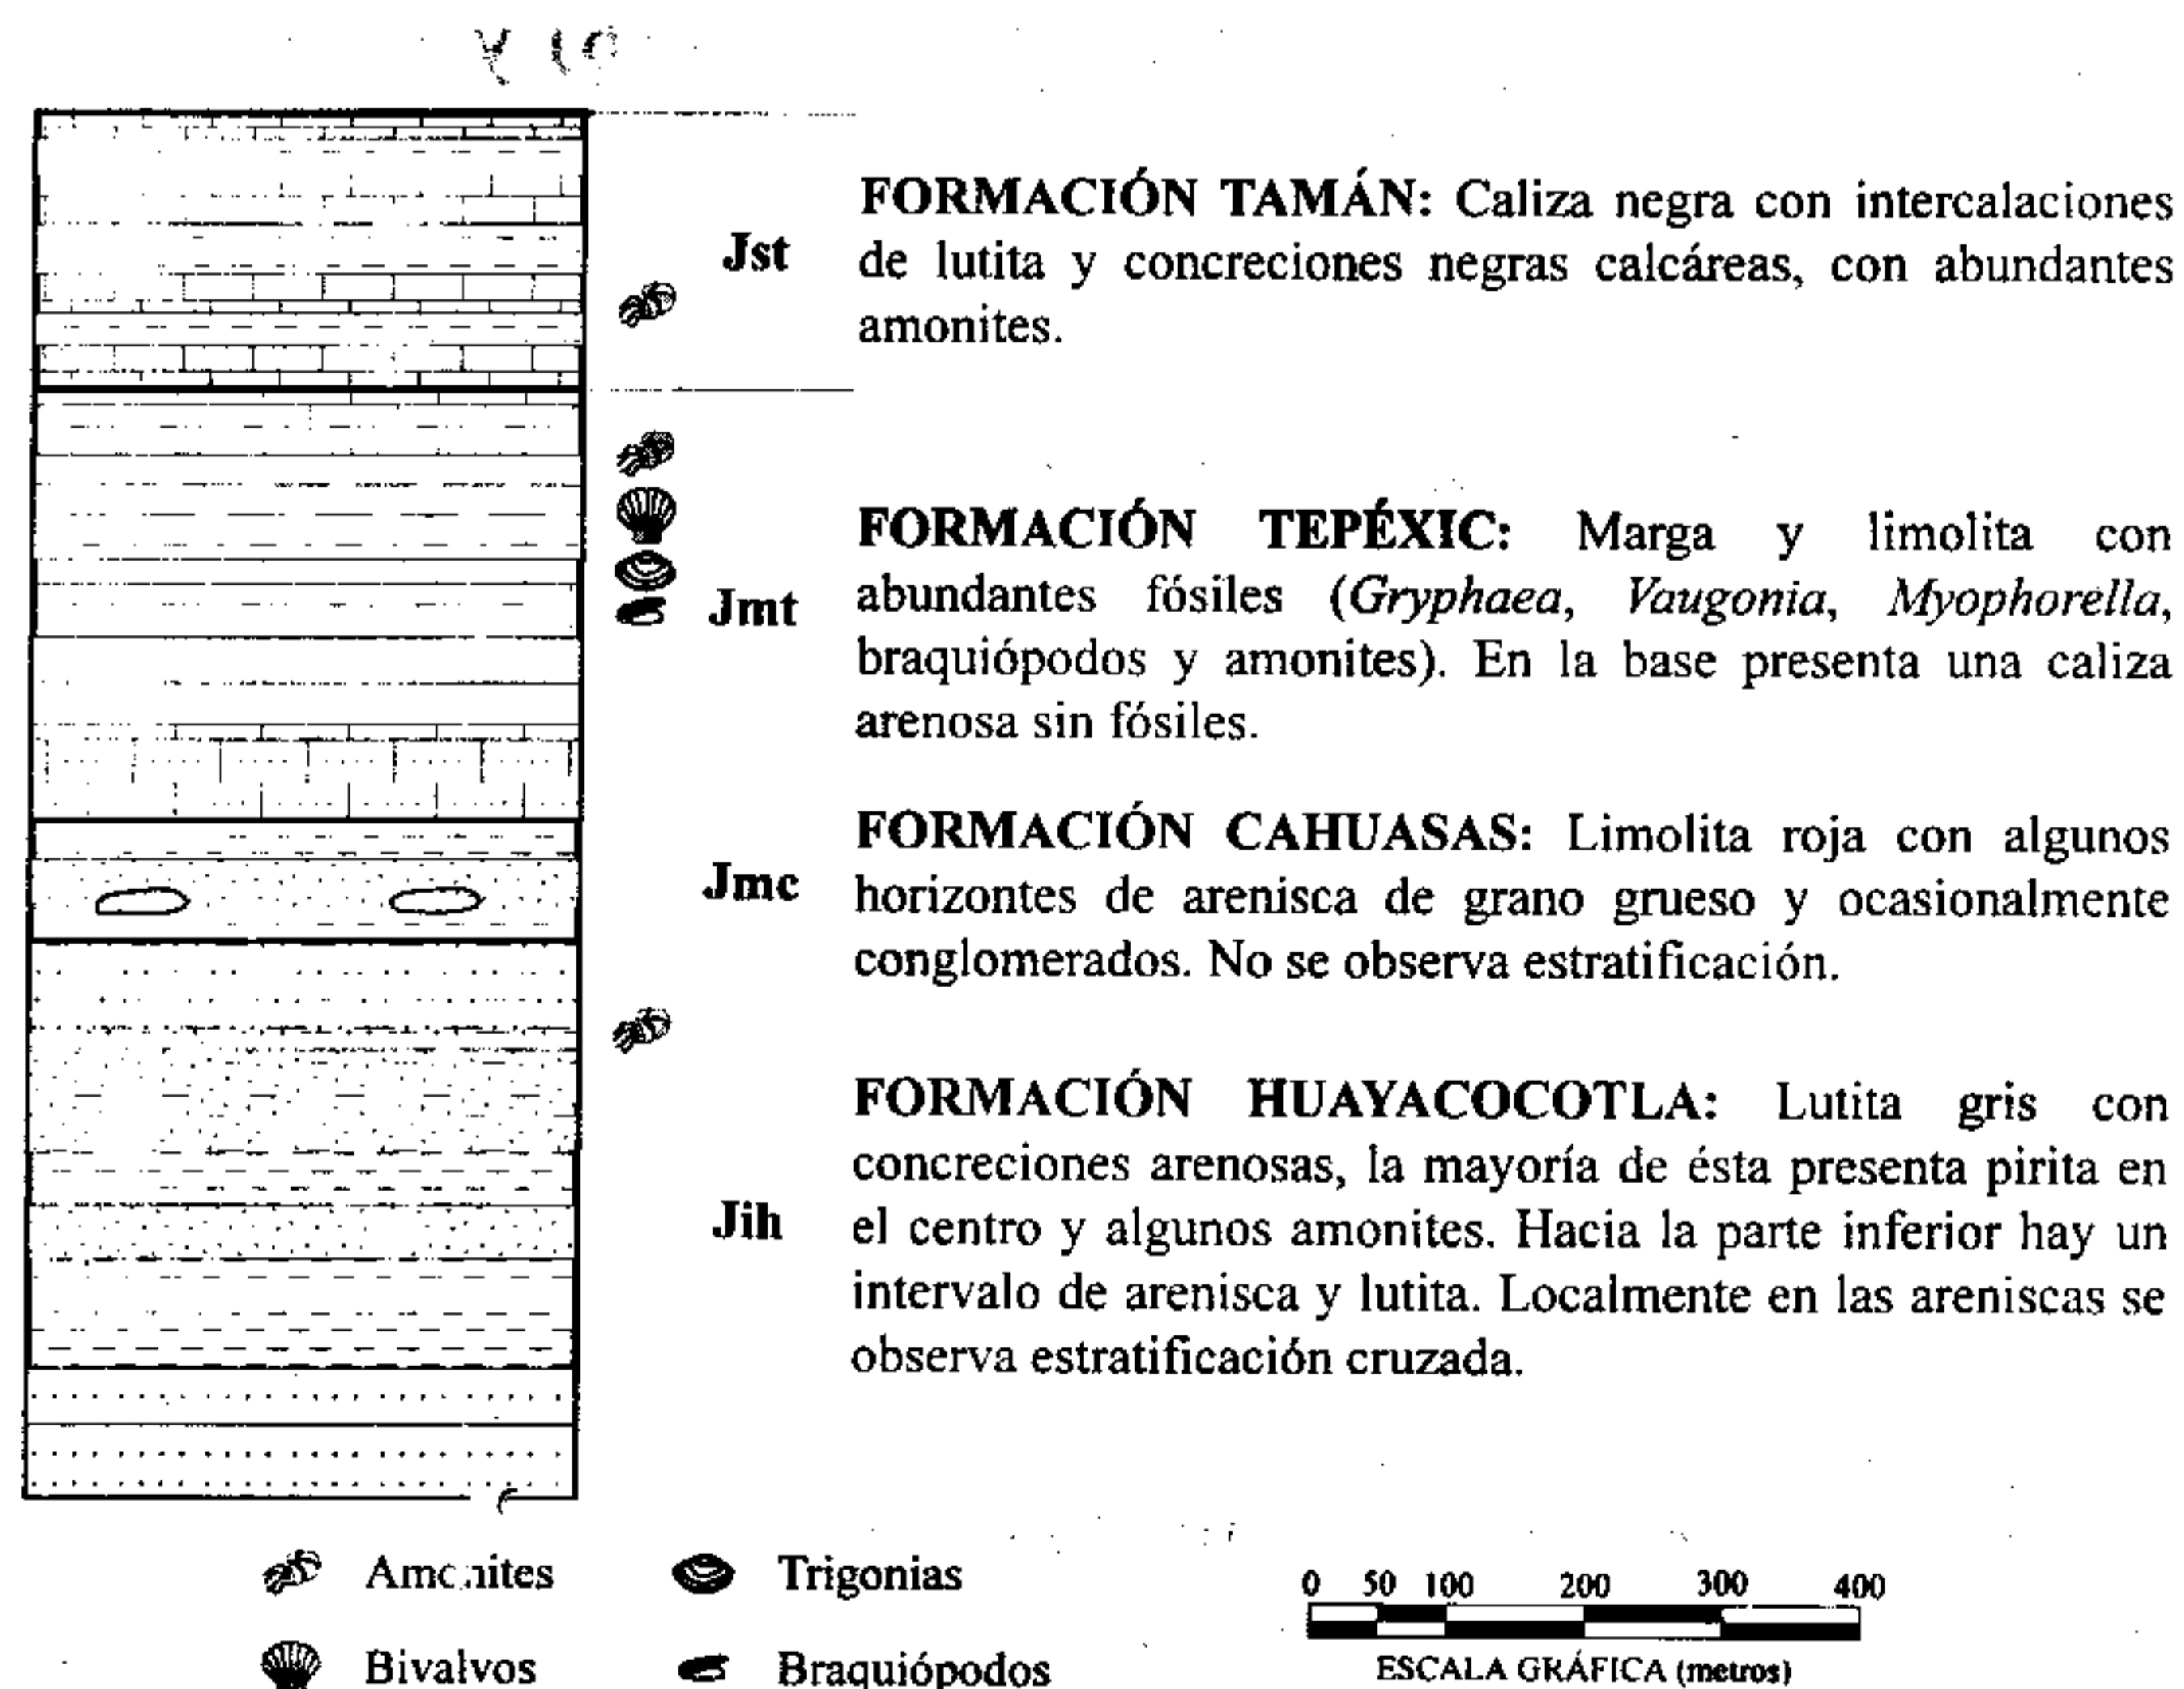 Jst
FORMACIÓN TAMÁN: Caliza negra con intercalaciones
de lutita y concreciones negras calcáreas, con abundantes
amonites.
Jmt
FORMACIÓN TEPÉXIC: Marga y limolita con
abundantes fósiles (Gryphaea, Vaugonia, Myophorella,
braquiópodos y amonites). En la base presenta una caliza
arenosa sin fósiles.
Jmc
FORMACIÓN CAHUASAS: Limolita roja con algunos
horizontes de arenisca de grano grueso y ocasionalmente
conglomerados. No se observa estratificación.
Jih
FORMACIÓN HUAYACOCOTLA: Lutita gris con
concreciones arenosas, la mayoría de ésta presenta pirita en
el centro y algunos amonites. Hacia la parte inferior hay un
intervalo de arenisca y lutita. Localmente en las areniscas se
observa estratificación cruzada.
Amonites
Trigonias
Bivalvos
Braquiópodos
0 50 100 200 300 400
ESCALA GRÁFICA (metros)